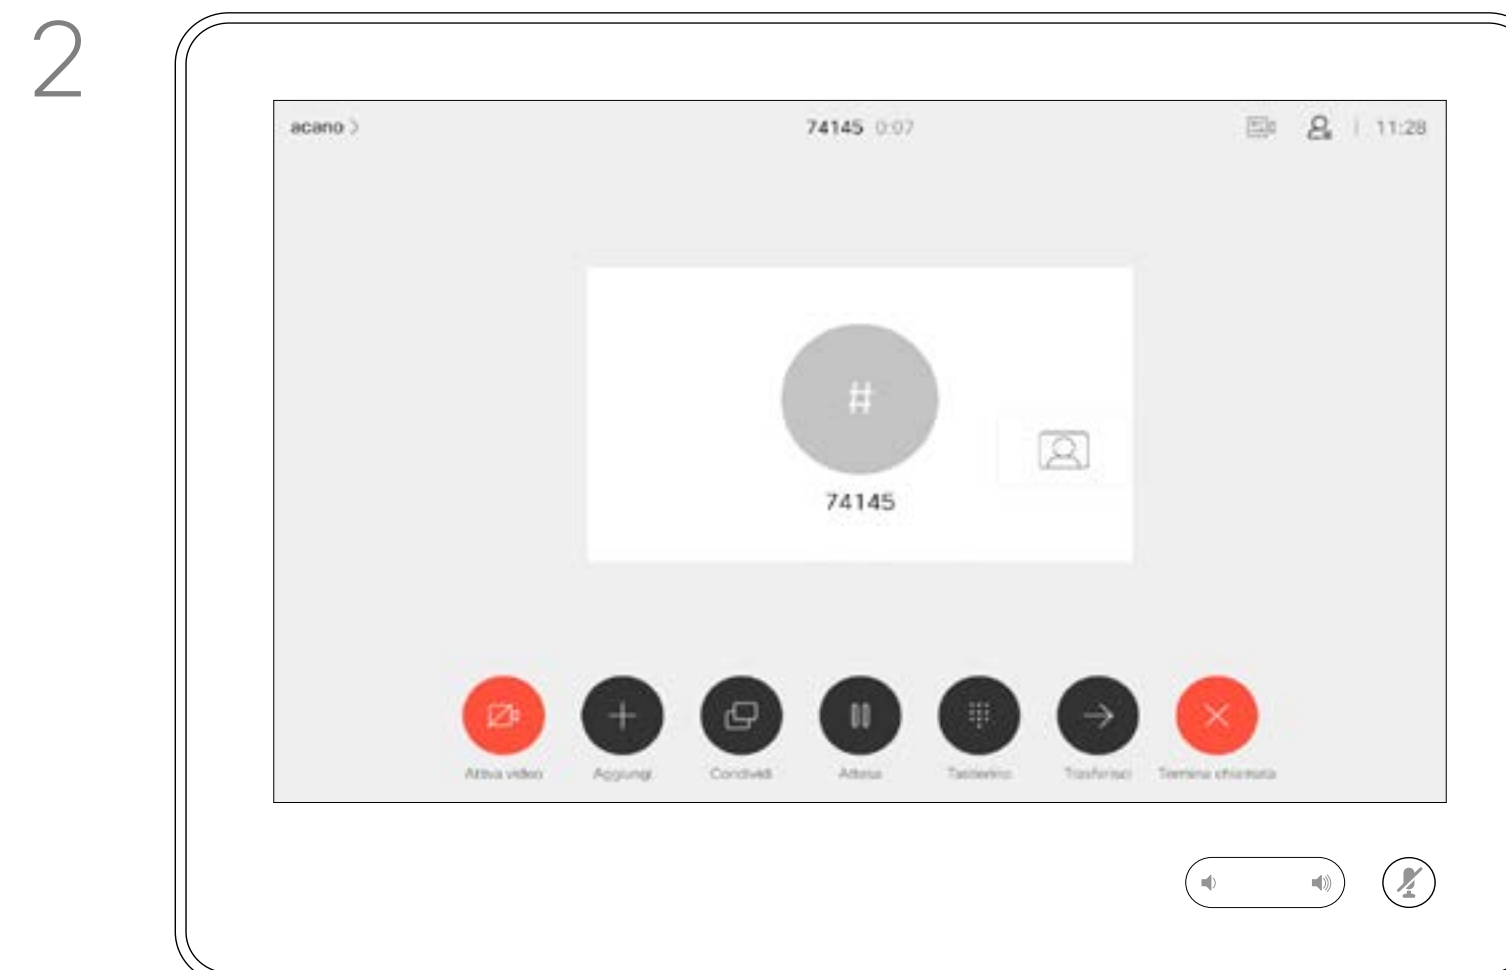 2
acano 74145 0:07 11:28
#
74145
Attiva video Aggiungi Condividi Attesa Tastierino Trasferisci Termina chiamata